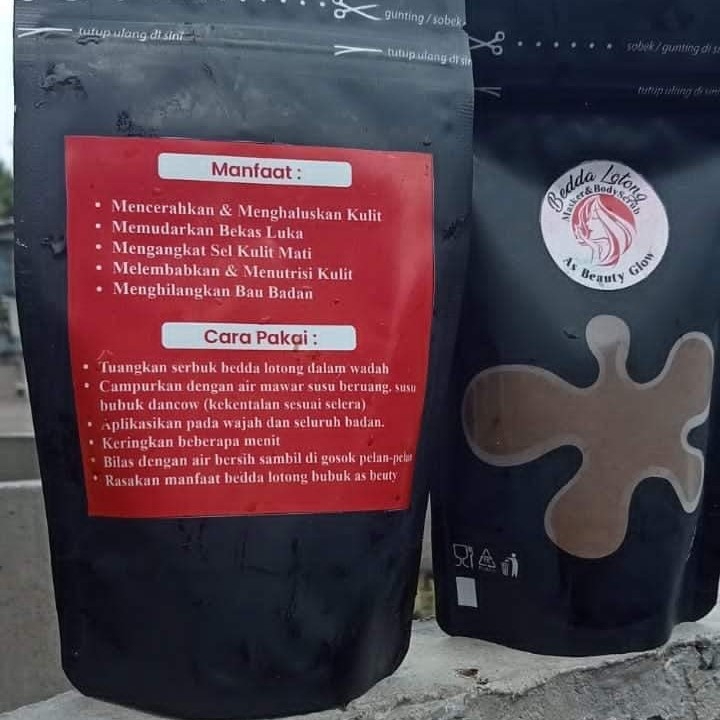 gunting / sobek
tutup ulang di sini
tutup ulang di sini
Manfaat :
• Mencerahkan & Menghaluskan Kulit
• Memudarkan Bekas Luka
• Mengangkat Sel Kulit Mati
• Melembabkan & Menutrisi Kulit
• Menghilangkan Bau Badan
Cara Pakai :
• Tuangkan serbuk bedda lotong dalam wadah
• Campurkan dengan air mawar susu beruang, susu
bubuk dancow (kekentalan sesuai selera)
• Aplikasikan pada wajah dan seluruh badan.
• Keringkan beberapa menit
• Bilas dengan air bersih sambil di gosok pelan-pelan
• Rasakan manfaat bedda lotong bubuk as beuty
sobek / gunting di
tutup ulang di
Bedda Lotong
Masker & Body Scrub
As Beauty Glow